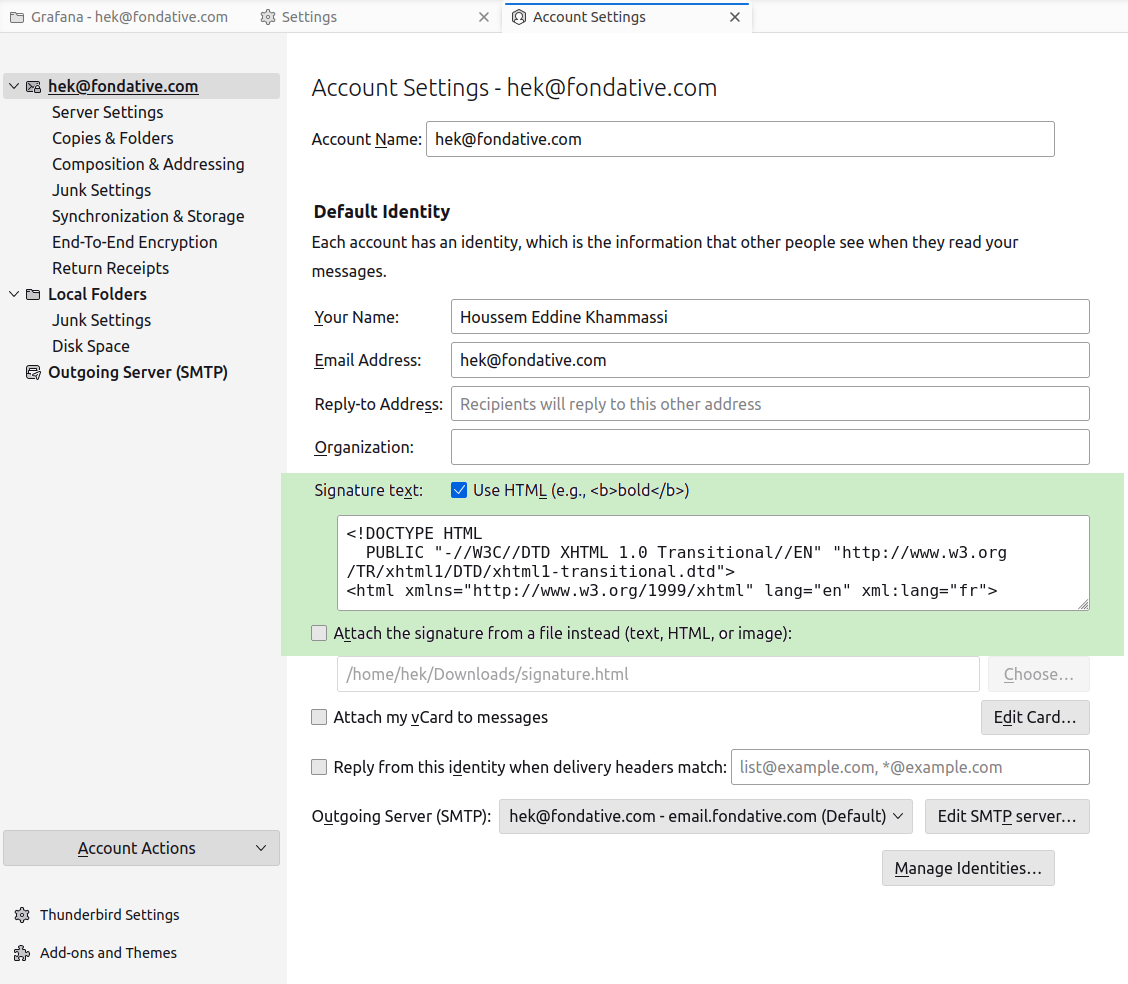 Grafana - hek@fondative.com
Settings
Account Settings
hek@fondative.com
Server Settings
Copies & Folders
Composition & Addressing
Junk Settings
Synchronization & Storage
End-To-End Encryption
Return Receipts
Local Folders
Junk Settings
Disk Space
Outgoing Server (SMTP)
Account Actions
Thunderbird Settings
Add-ons and Themes
Account Settings - hek@fondative.com
Account Name: hek@fondative.com
Default Identity
Each account has an identity, which is the information that other people see when they read your
messages.
Your Name: Houssem Eddine Khammassi
Email Address: hek@fondative.com
Reply-to Address: Recipients will reply to this other address
Organization:
Signature text: Use HTML (e.g., <b>bold</b>)
<!DOCTYPE HTML
PUBLIC "-//W3C//DTD XHTML 1.0 Transitional//EN" "http://www.w3.org
/TR/xhtml1/DTD/xhtml1-transitional.dtd">
<html xmlns="http://www.w3.org/1999/xhtml" lang="en" xml:lang="fr">
Attach the signature from a file instead (text, HTML, or image):
/home/hek/Downloads/signature.html Choose...
Attach my vCard to messages Edit Card...
Reply from this identity when delivery headers match: list@example.com, *@example.com
Outgoing Server (SMTP): hek@fondative.com - email.fondative.com (Default) Edit SMTP server...
Manage Identities...